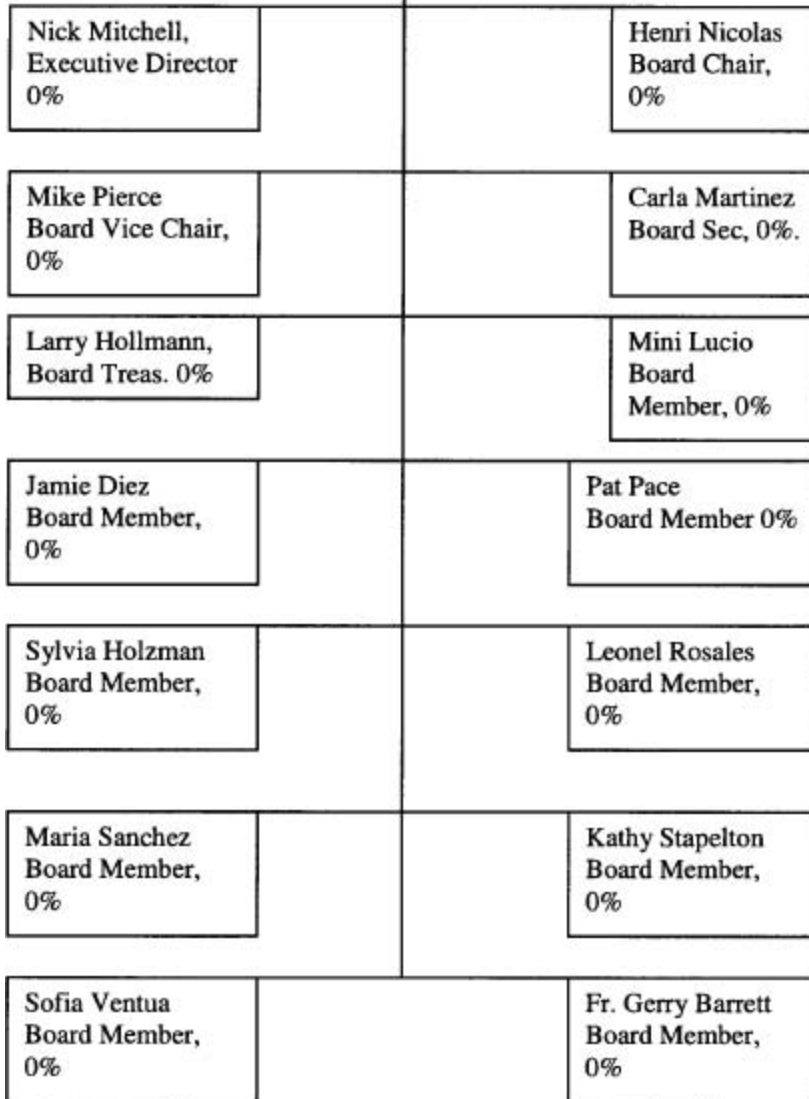 Nick Mitchell,
Executive Director
0%
Henri Nicolas
Board Chair,
0%
Mike Pierce
Board Vice Chair,
0%
Carla Martinez
Board Sec, 0%.
Larry Hollmann,
Board Treas. 0%
Mini Lucio
Board
Member, 0%
Jamie Diez
Board Member,
0%
Pat Pace
Board Member 0%
Sylvia Holzman
Board Member,
0%
Leonel Rosales
Board Member,
0%
Maria Sanchez
Board Member,
0%
Kathy Stapelton
Board Member,
0%
Sofia Ventua
Board Member,
0%
Fr. Gerry Barrett
Board Member,
0%